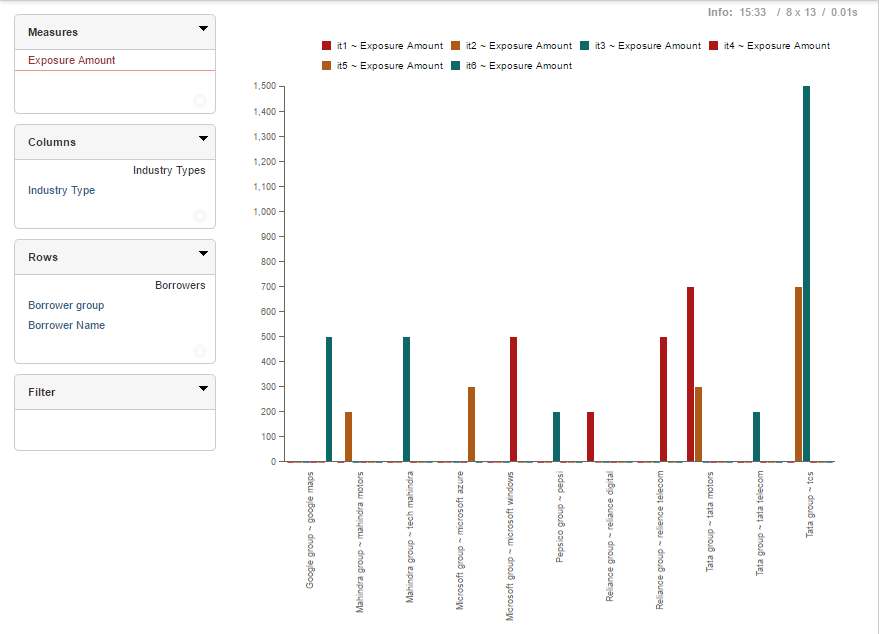 Info: 15:33 / 8 x 13 / 0.01s
Measures
Exposure Amount
Columns
Industry Types
Industry Type
Rows
Borrowers
Borrower group
Borrower Name
Filter
it1 ~ Exposure Amount it2 ~ Exposure Amount it3 ~ Exposure Amount it4 ~ Exposure Amount
it5 ~ Exposure Amount it6 ~ Exposure Amount
1,500
1,400
1,300
1,200
1,100
1,000
900
800
700
600
500
400
300
200
100
0
Google group ~ google maps
Mahindra group ~ mahindra motors
Mahindra group ~ tech mahindra
Microsoft group ~ microsoft azure
Microsoft group ~ microsoft windows
Pepsico group ~ pepsi
Reliance group ~ reliance digital
Reliance group ~ relience telecom
Tata group ~ tata motors
Tata group ~ tata telecom
Tata group ~ tcs